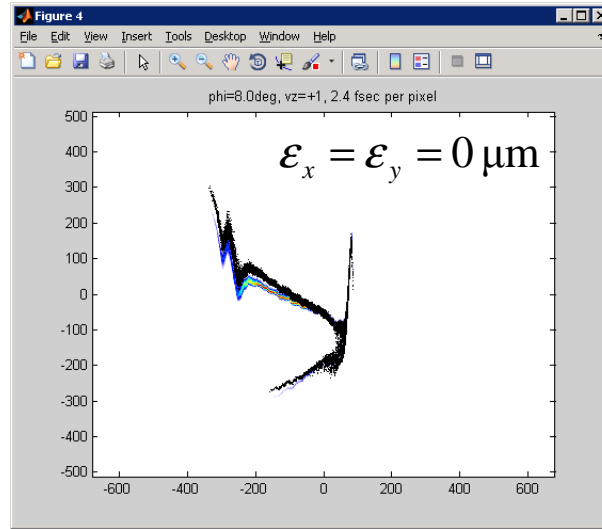 Figure 4
File Edit View Insert Tools Desktop Window Help
phi=8.0deg, vz=+1, 2.4 fsec per pixel
εx = εy = 0 μm
500
400
300
200
100
0
-100
-200
-300
-400
-500
-600 -400 -200 0 200 400 600